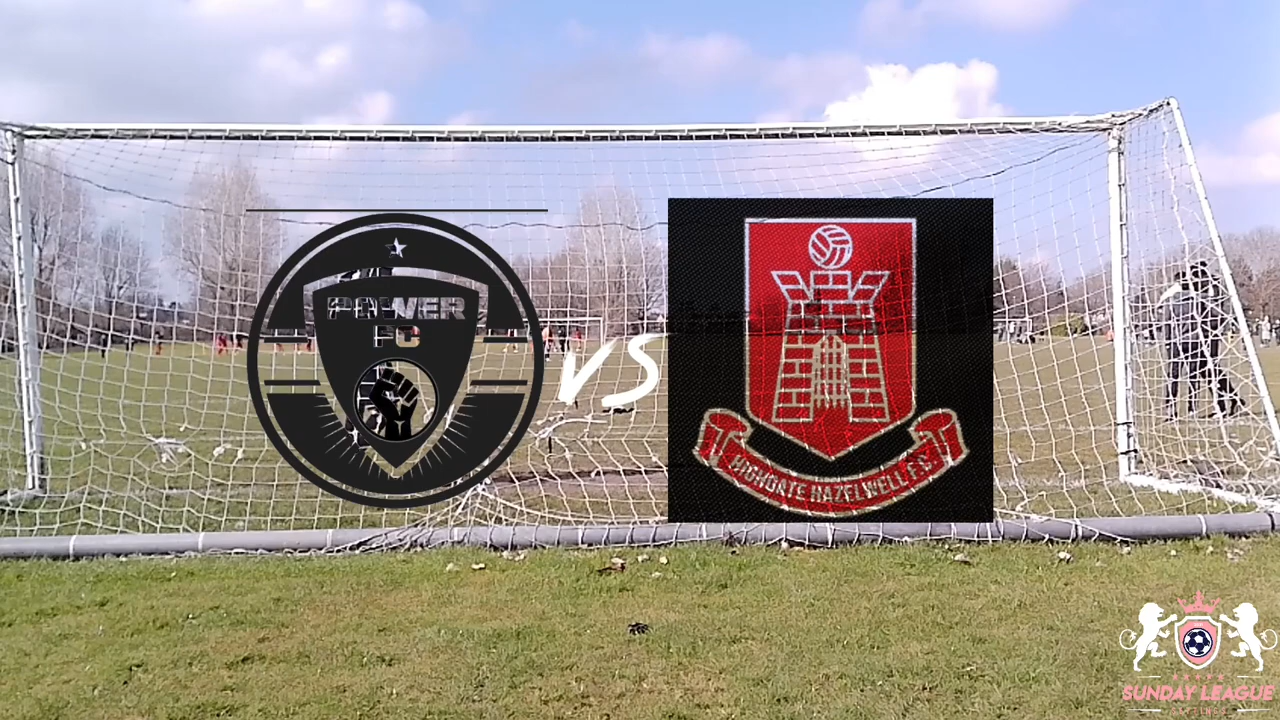 POWER
FC
VS
HIGHGATE HAZELWELL F.C.
SUNDAY LEAGUE